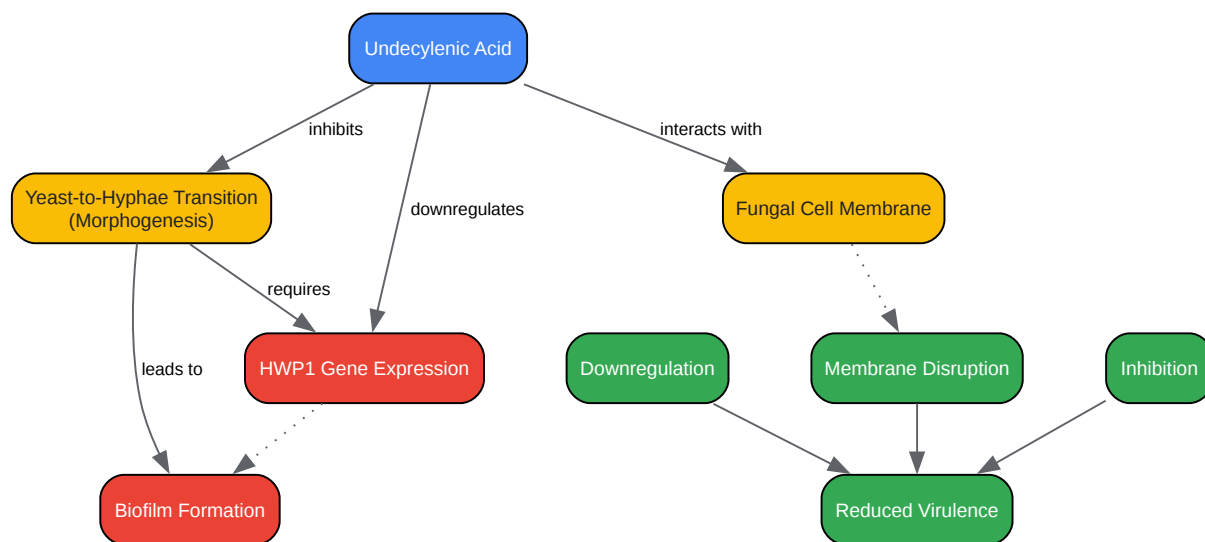 Undecylenic Acid
inhibits
interacts with
Yeast-to-Hyphae Transition
(Morphogenesis)
downregulates
Fungal Cell Membrane
requires
leads to
HWP1 Gene Expression
Downregulation
Membrane Disruption
Inhibition
Biofilm Formation
Reduced Virulence